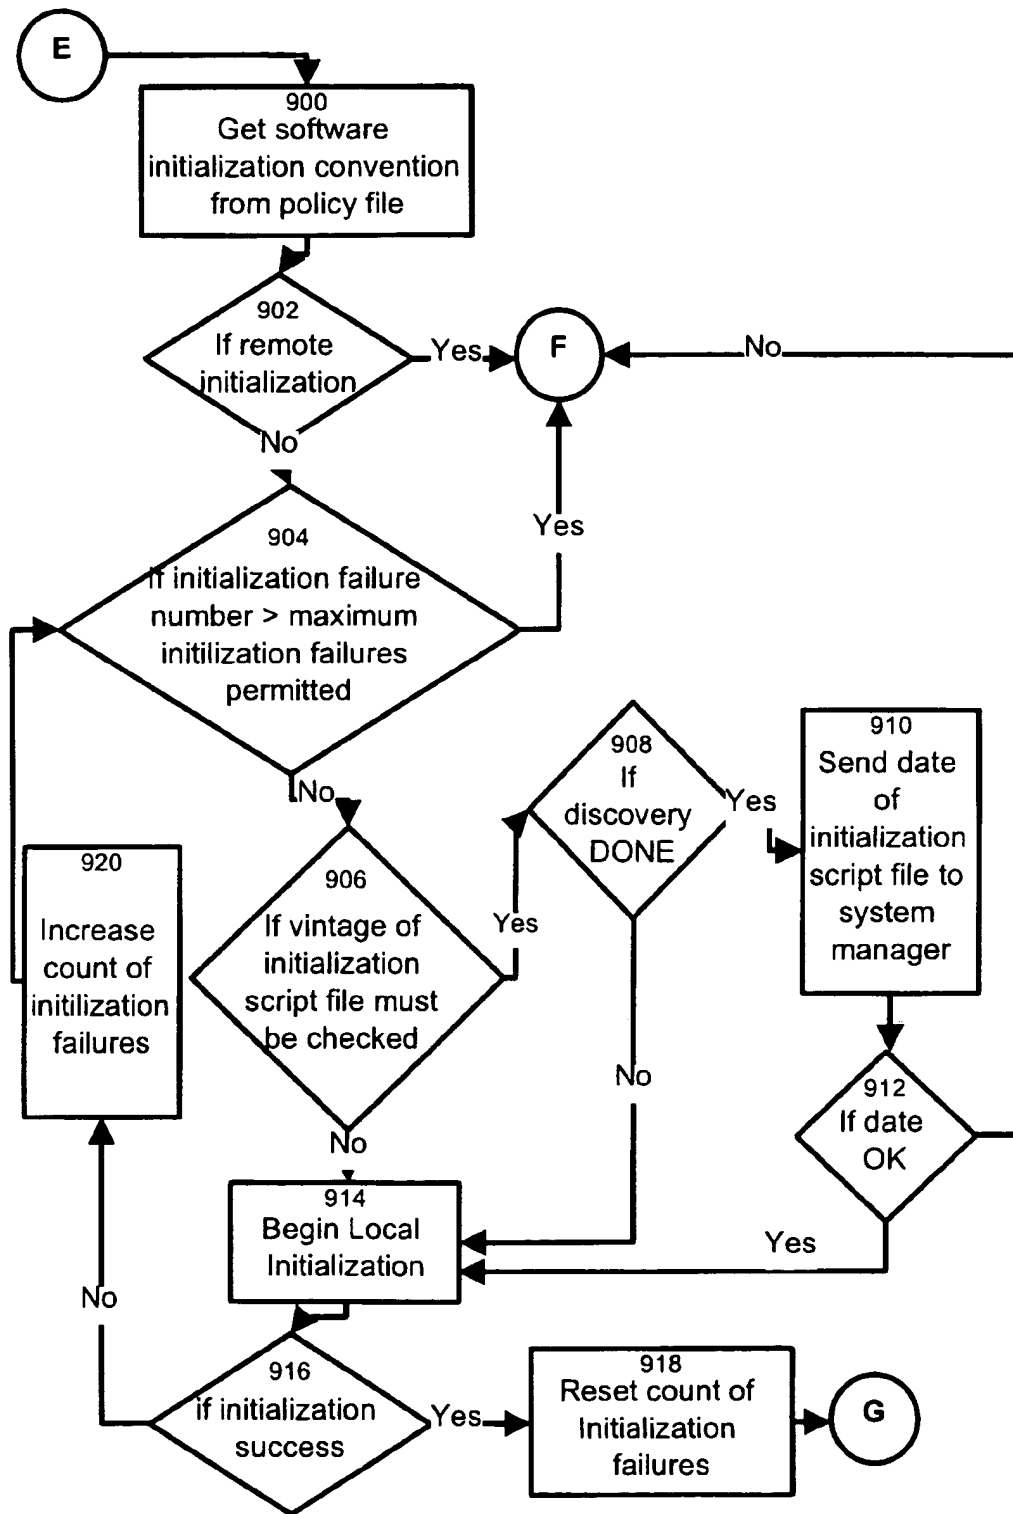 E
900
Get software
initialization convention
from policy file
902
If remote
initialization
Yes
F
No
No
904
If initialization failure
number > maximum
initilization failures
permitted
Yes
No
906
If vintage of
initialization
script file must
be checked
Yes
908
If
discovery
DONE
Yes
910
Send date
of
initialization
script file to
system
manager
920
Increase
count of
initilization
failures
No
912
If date
OK
No
Yes
914
Begin Local
Initialization
No
916
if initialization
success
Yes
918
Reset count of
Initialization
failures
G